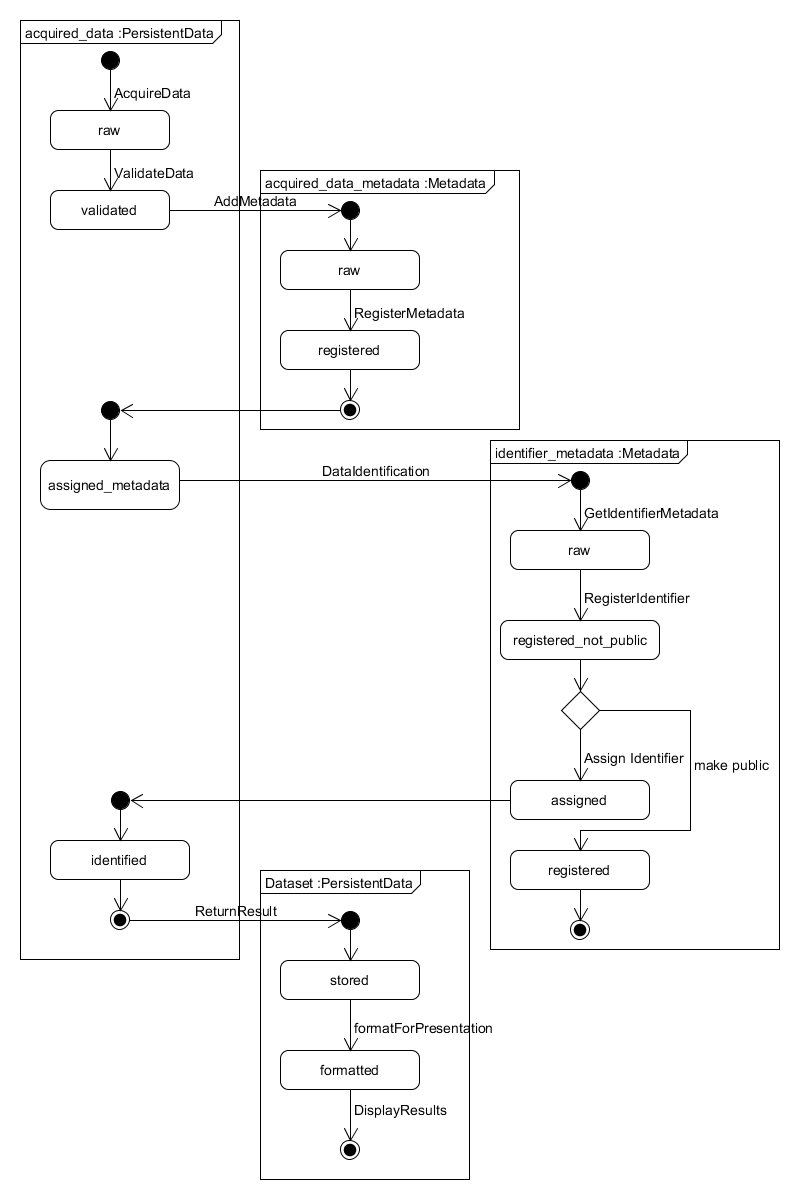 acquired_data :PersistentData
AcquireData
raw
ValidateData
validated
AddMetadata
acquired_data_metadata :Metadata
raw
RegisterMetadata
registered
assigned_metadata
DataIdentification
identifier_metadata :Metadata
GetIdentifierMetadata
raw
RegisterIdentifier
registered_not_public
Assign Identifier
make public
assigned
identified
registered
Dataset :PersistentData
ReturnResult
stored
formatForPresentation
formatted
DisplayResults